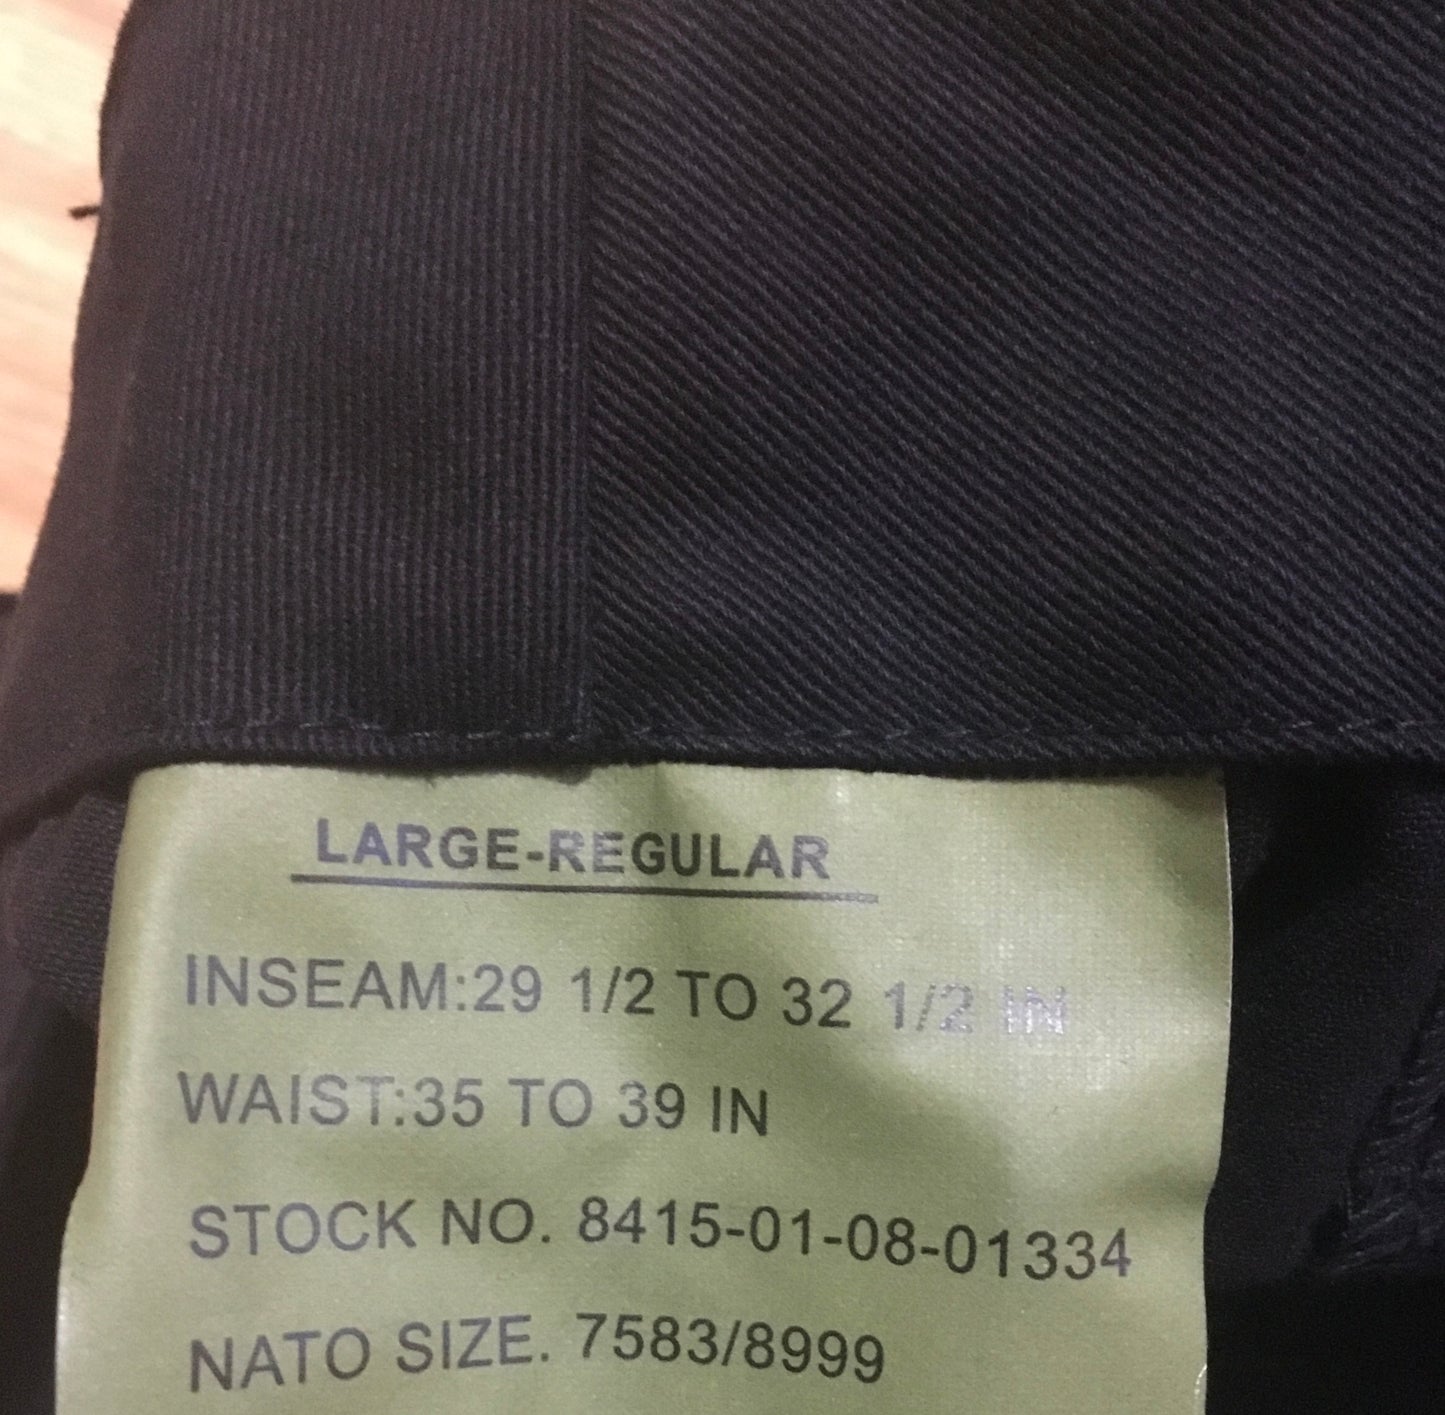 LARGE-REGULAR
INSEAM:29 1/2 TO 32 1/2 IN
WAIST:35 TO 39 IN
STOCK NO. 8415-01-08-01334
NATO SIZE. 7583/8999